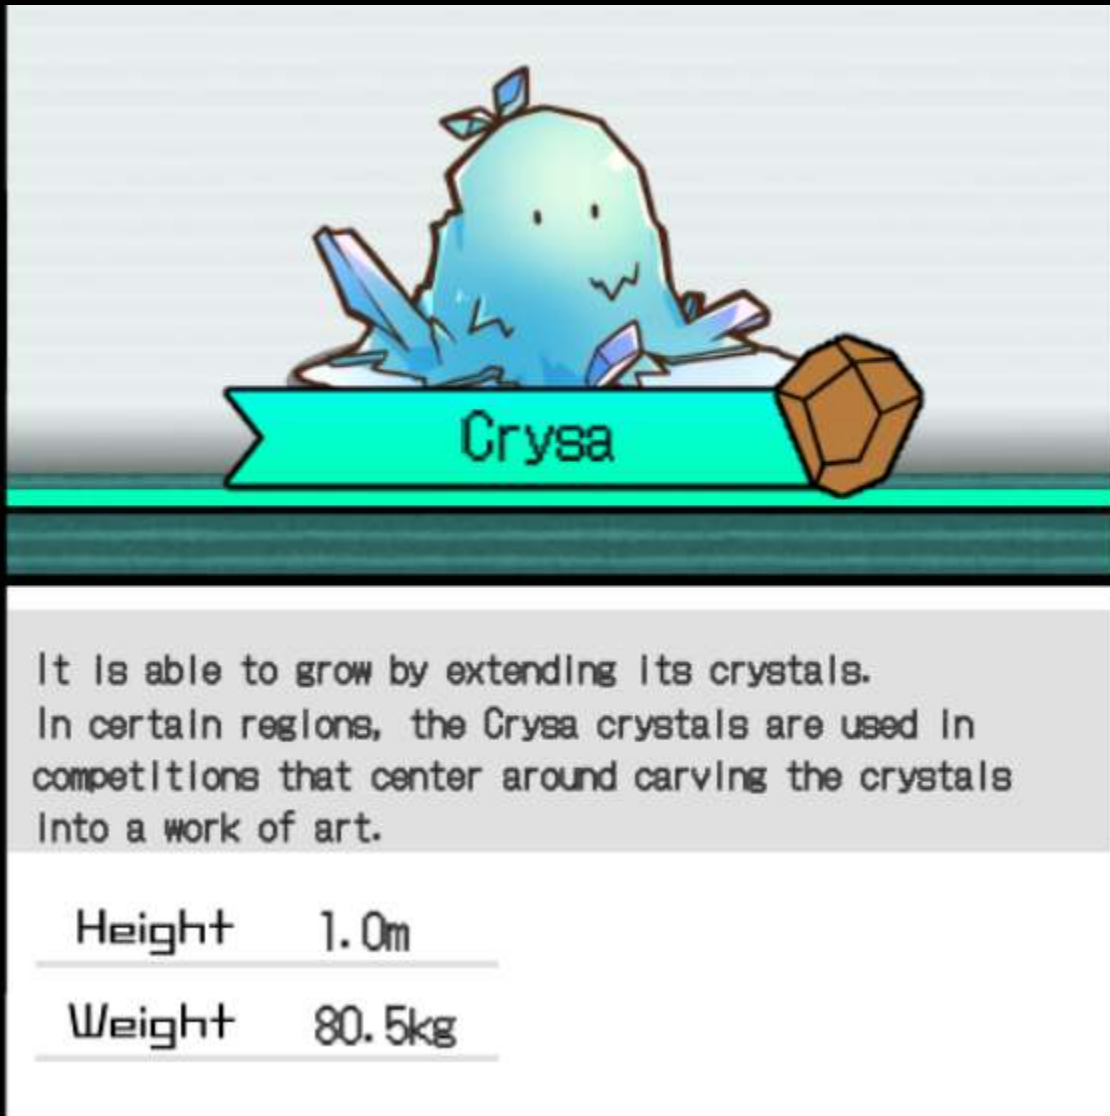 Crysa
It is able to grow by extending its crystals.
In certain regions, the Crysa crystals are used in
competitions that center around carving the crystals
into a work of art.
Height 1.0m
Weight 80.5kg